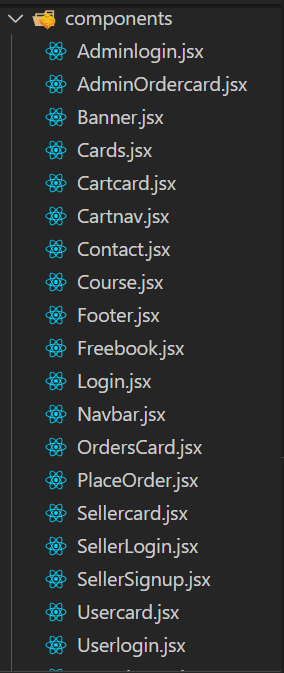 components
Adminlogin.jsx
AdminOrdercard.jsx
Banner.jsx
Cards.jsx
Cartcard.jsx
Cartnav.jsx
Contact.jsx
Course.jsx
Footer.jsx
Freebook.jsx
Login.jsx
Navbar.jsx
OrdersCard.jsx
PlaceOrder.jsx
Sellercard.jsx
SellerLogin.jsx
SellerSignup.jsx
Usercard.jsx
Userlogin.jsx